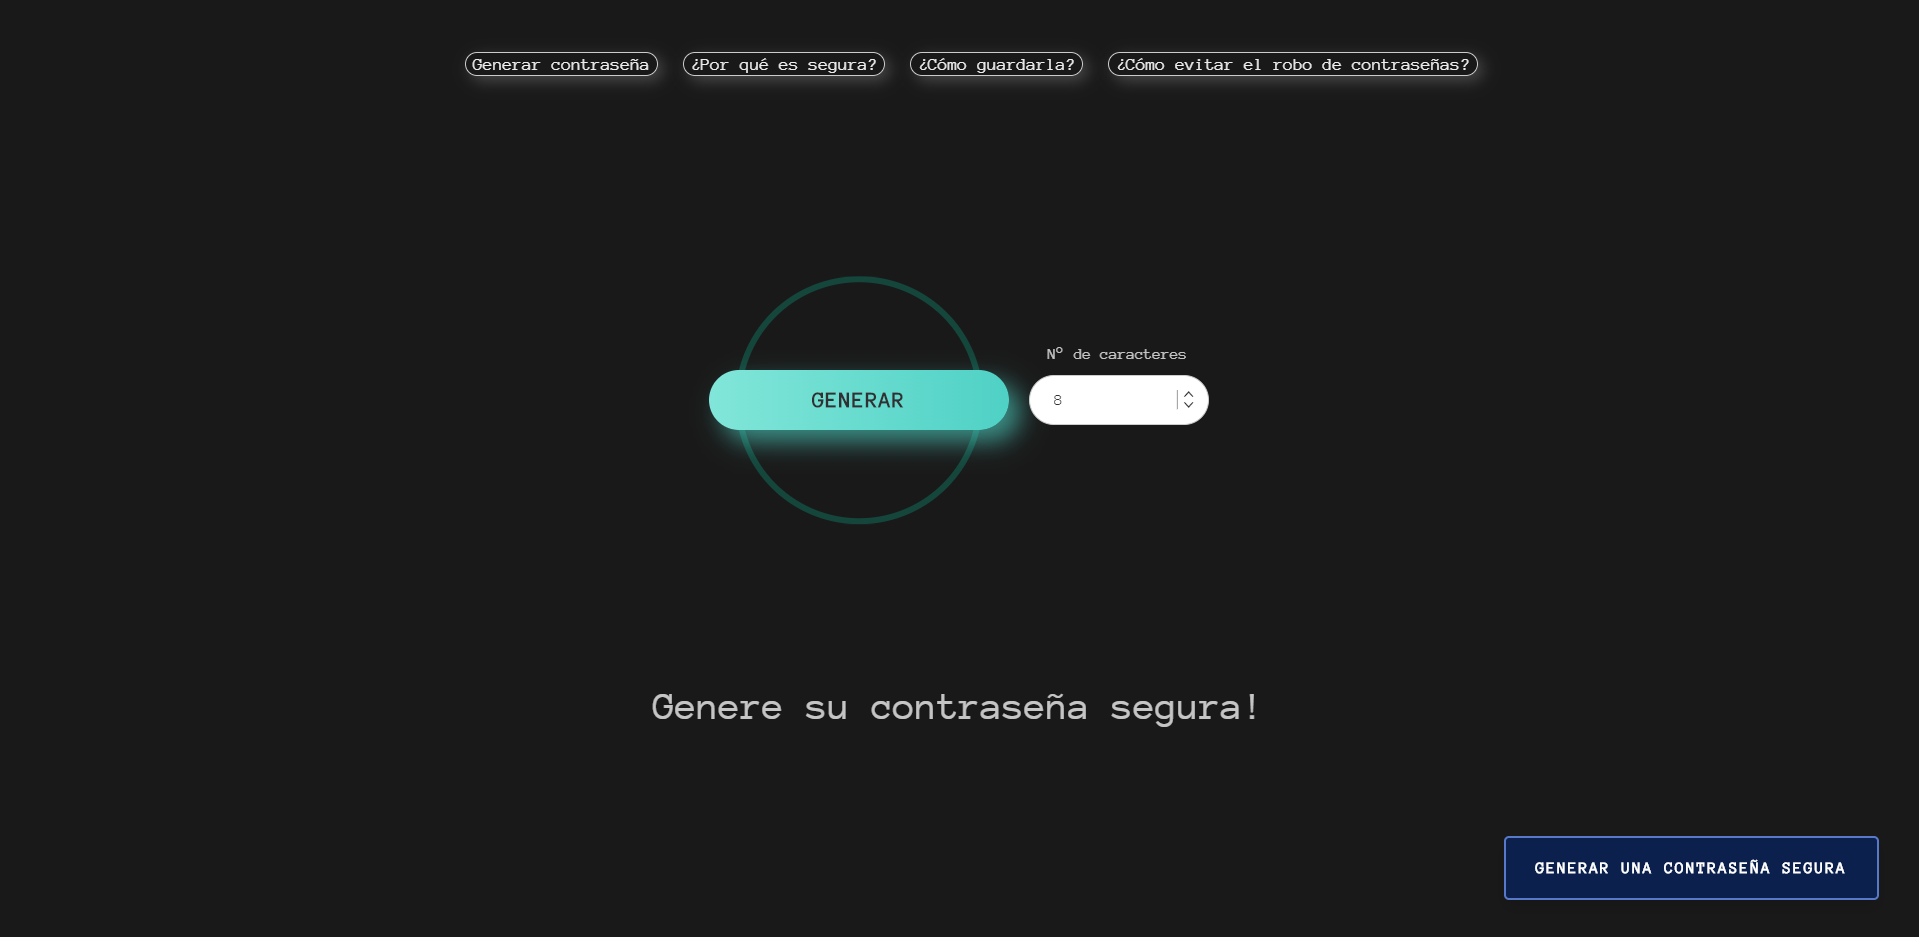 Generar contraseña
¿Por qué es segura?
¿Cómo guardarla?
¿Cómo evitar el robo de contraseñas?
Nº de caracteres
GENERAR
8
Genere su contraseña segura!
GENERAR UNA CONTRASEÑA SEGURA